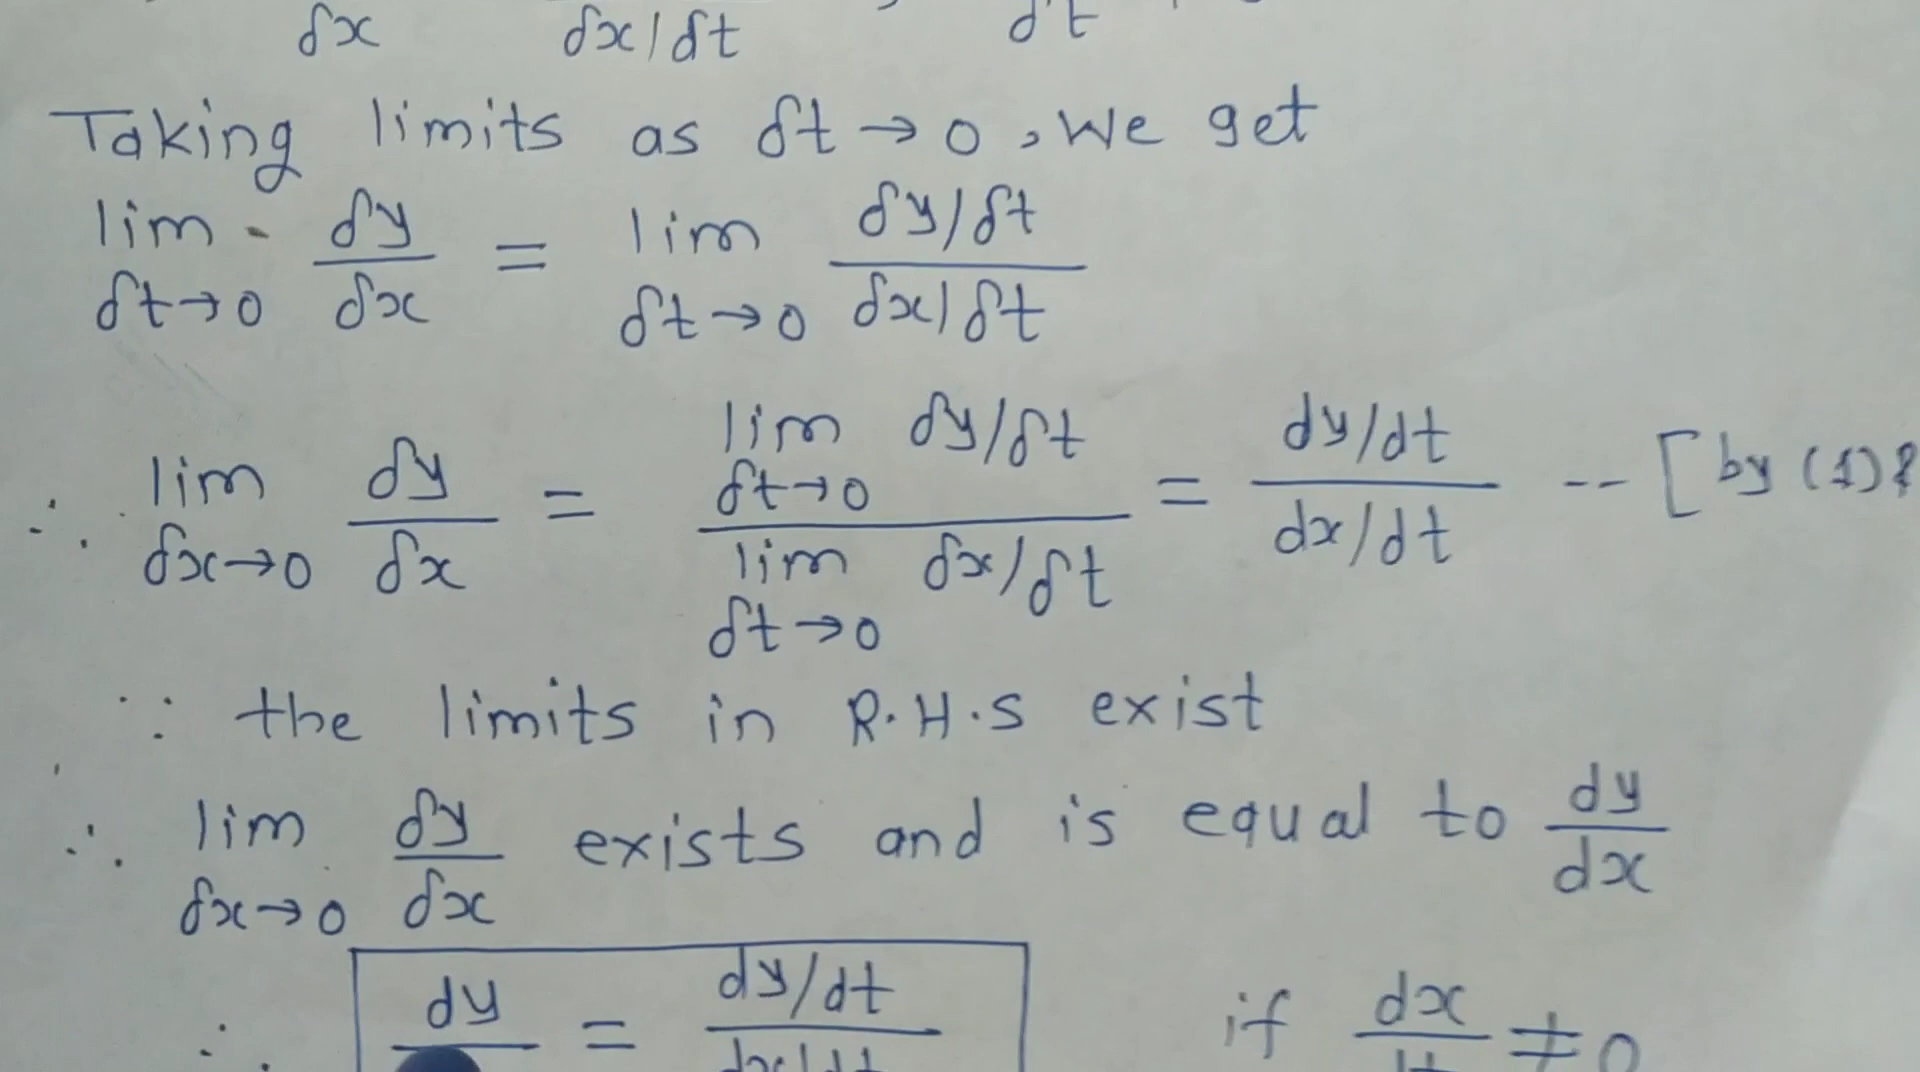 δx δx/δt , δt
Taking limits as δt → 0, We get
lim δt→0 δy/δx = lim δt→0 (δy/δt)/(δx/δt)
∴ lim δx→0 δy/δx = (lim δt→0 δy/δt)/(lim δt→0 δx/δt) = (dy/dt)/(dx/dt) -- [by (1)
∵ the limits in R.H.S exist
∴ lim δx→0 δy/δx exists and is equal to dy/dx
∴ dy = (dy/dt)/(dx/dt) if dx/dt ≠ 0